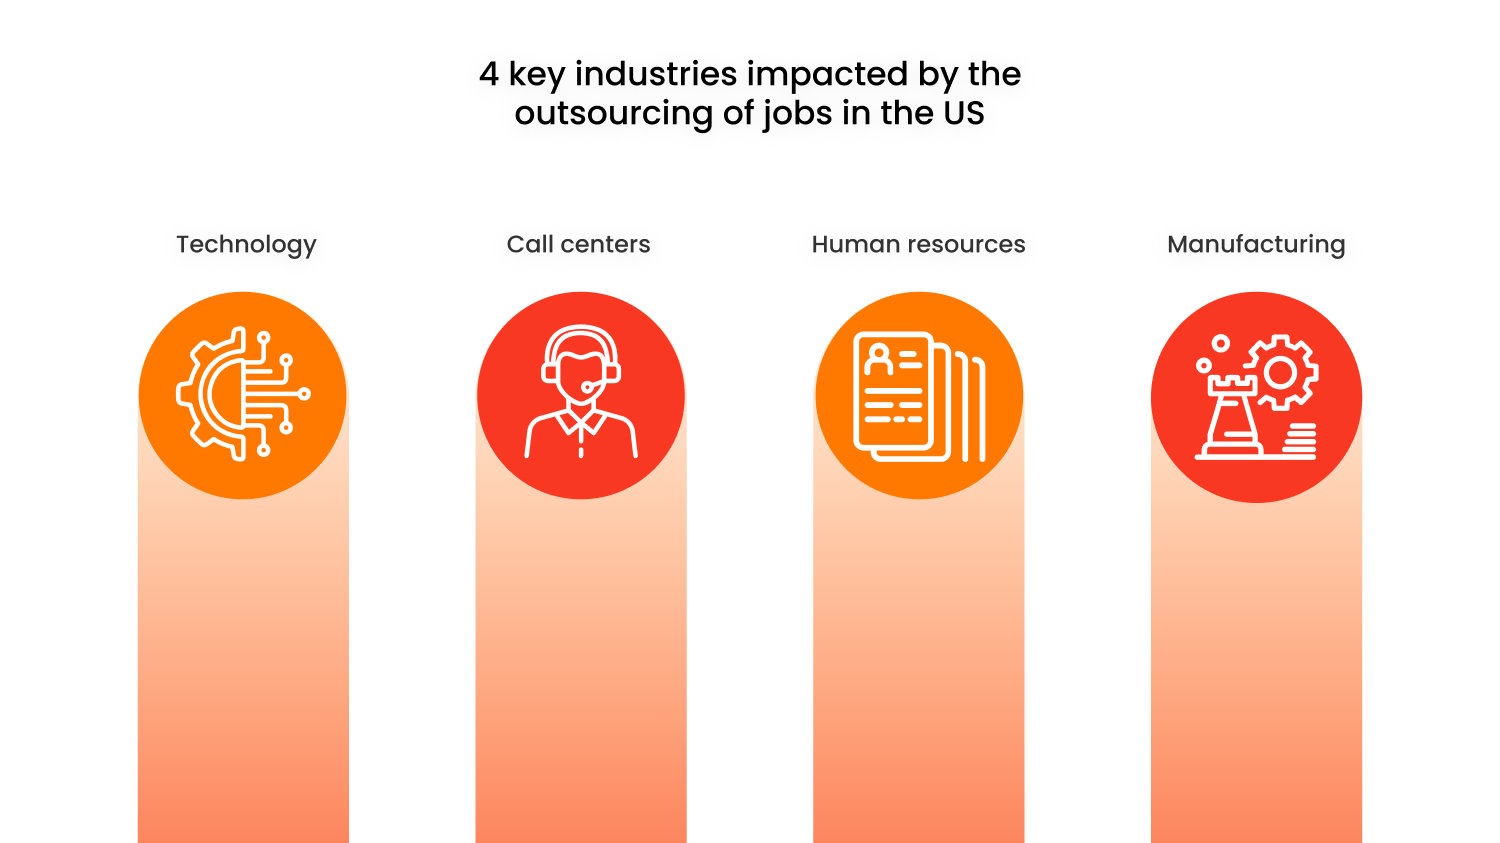 4 key industries impacted by the
outsourcing of jobs in the US
Technology
Call centers
Human resources
Manufacturing